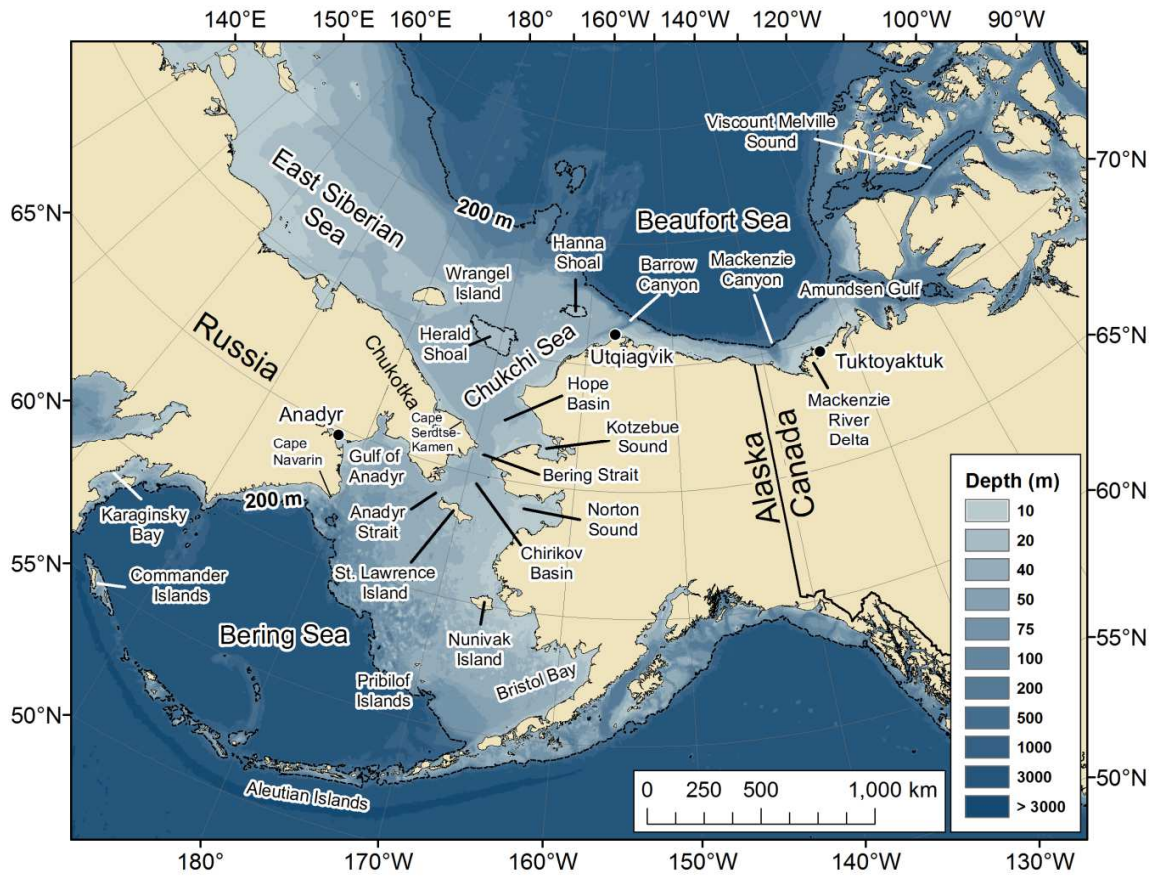 140°E 150°E 160°E 180° 160°W 140°W 120°W 100°W 90°W
Viscount Melville
Sound
70°N
East Siberian
Sea
65°N
200 m
Beaufort Sea
Hanna
Shoal
Wrangel
Island
Barrow
Canyon
Mackenzie
Canyon
Amundsen Gulf
65°N
Herald
Shoal
Chukchi Sea
Russia
Chukotka
Utqiagvik
Tuktoyaktuk
Hope
Basin
Mackenzie
River
Delta
60°N
Anadyr
Cape
Serdtse-
Kamen
Kotzebue
Sound
Cape
Navarin
Gulf of
Anadyr
Bering Strait
Alaska
Canada
200 m
60°N
Karaginsky
Bay
Anadyr
Strait
Norton
Sound
Chirikov
Basin
55°N
Commander
Islands
St. Lawrence
Island
Bering Sea
Nunivak
Island
55°N
Pribilof
Islands
Bristol Bay
50°N
Aleutian Islands
50°N
Depth (m)
10
20
40
50
75
100
200
500
1000
3000
> 3000
0 250 500 1,000 km
180° 170°W 160°W 150°W 140°W 130°W